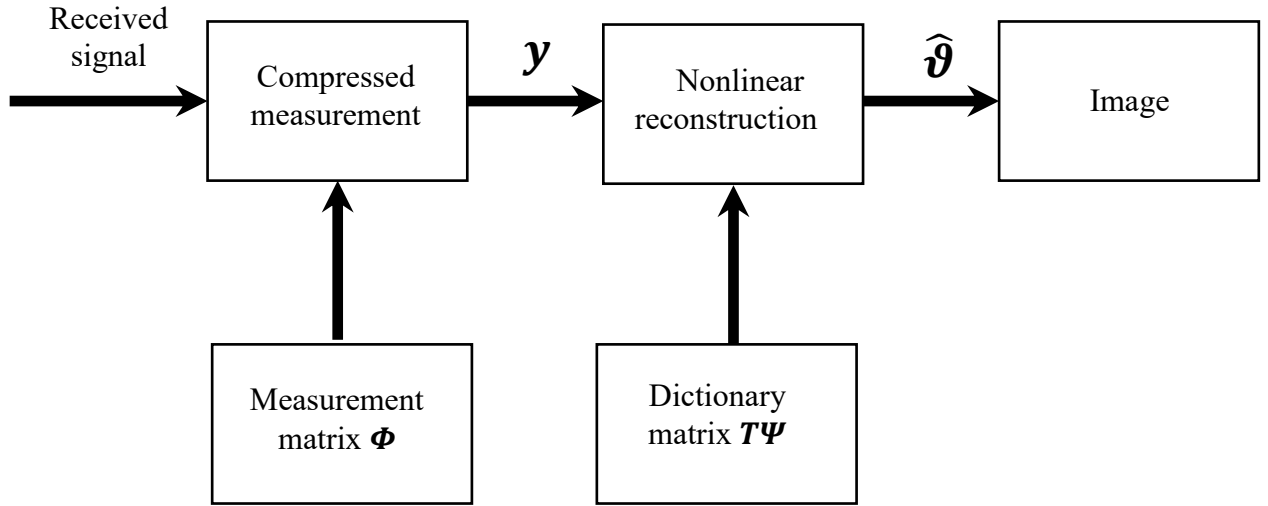 Received
signal
Compressed
measurement
𝒚
Nonlinear
reconstruction
𝝑̂
Image
Measurement
matrix 𝜱
Dictionary
matrix 𝑻𝜳